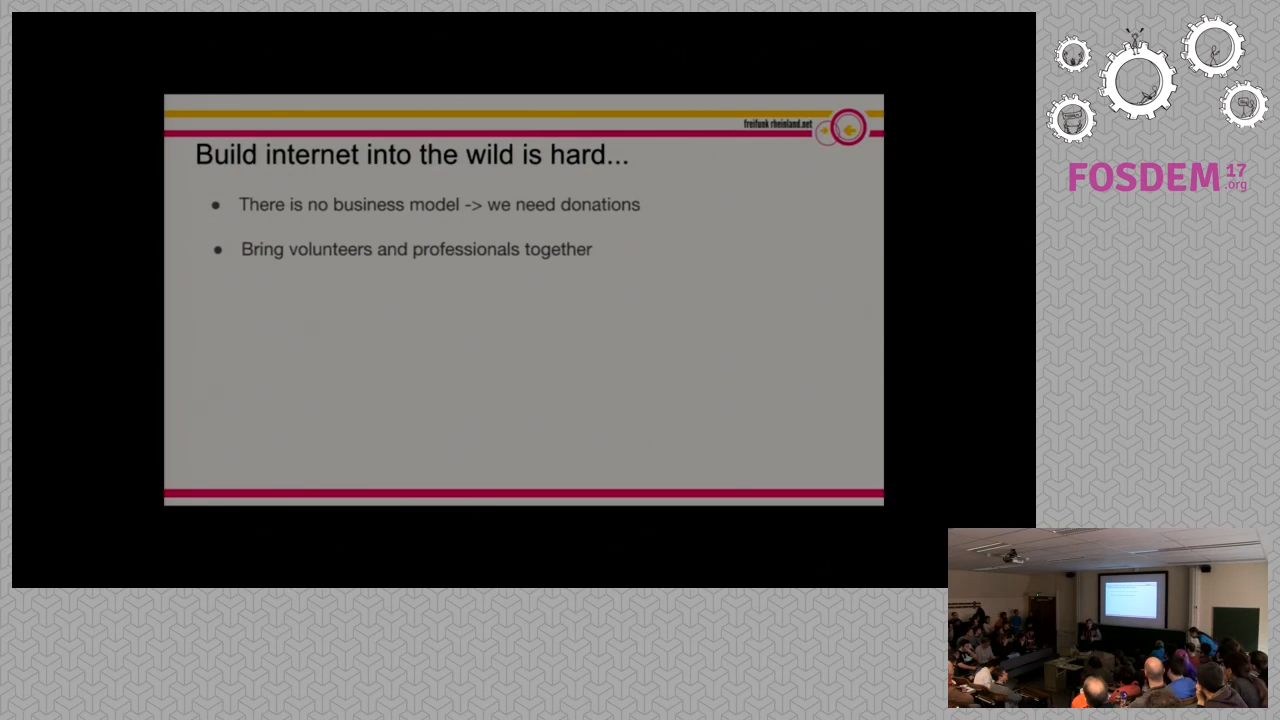 freifunk rheinland.net
Build internet into the wild is hard...
● There is no business model -> we need donations
● Bring volunteers and professionals together
FOSDEM 17 .org